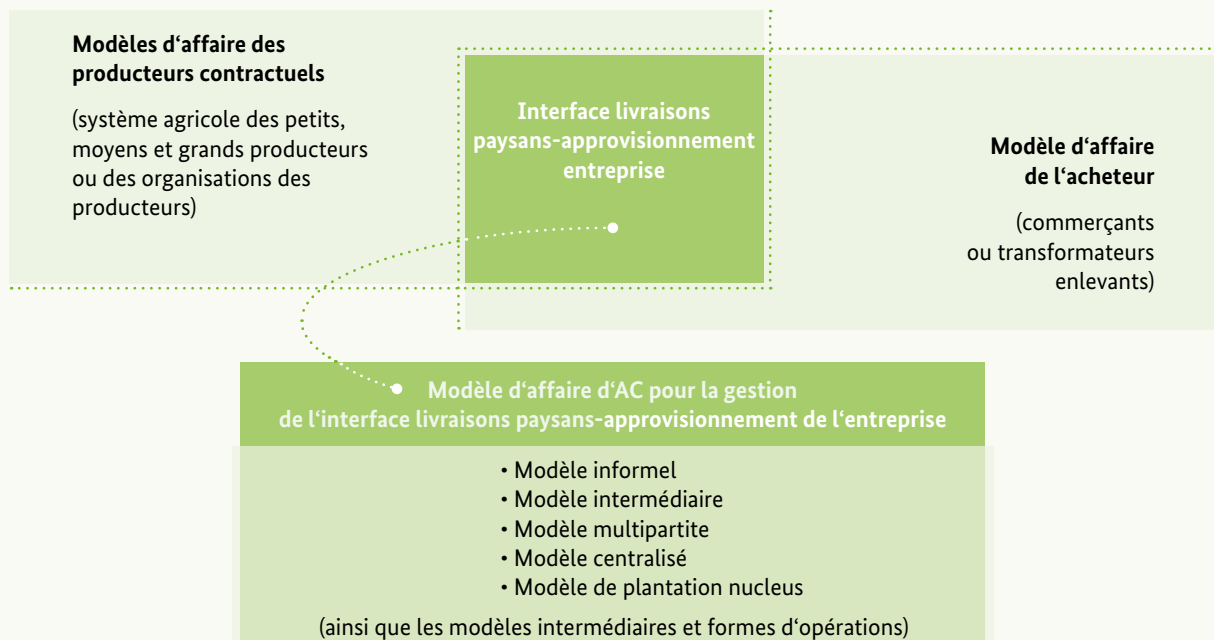 Modèles d‘affaire des
producteurs contractuels
(système agricole des petits,
moyens et grands producteurs
ou des organisations des
producteurs)
Interface livraisons
paysans-approvisionnement
entreprise
Modèle d‘affaire
de l‘acheteur
(commerçants
ou transformateurs
enlevants)
Modèle d‘affaire d‘AC pour la gestion
de l‘interface livraisons paysans-approvisionnement de l‘entreprise
• Modèle informel
• Modèle intermédiaire
• Modèle multipartite
• Modèle centralisé
• Modèle de plantation nucleus
(ainsi que les modèles intermédiaires et formes d‘opérations)